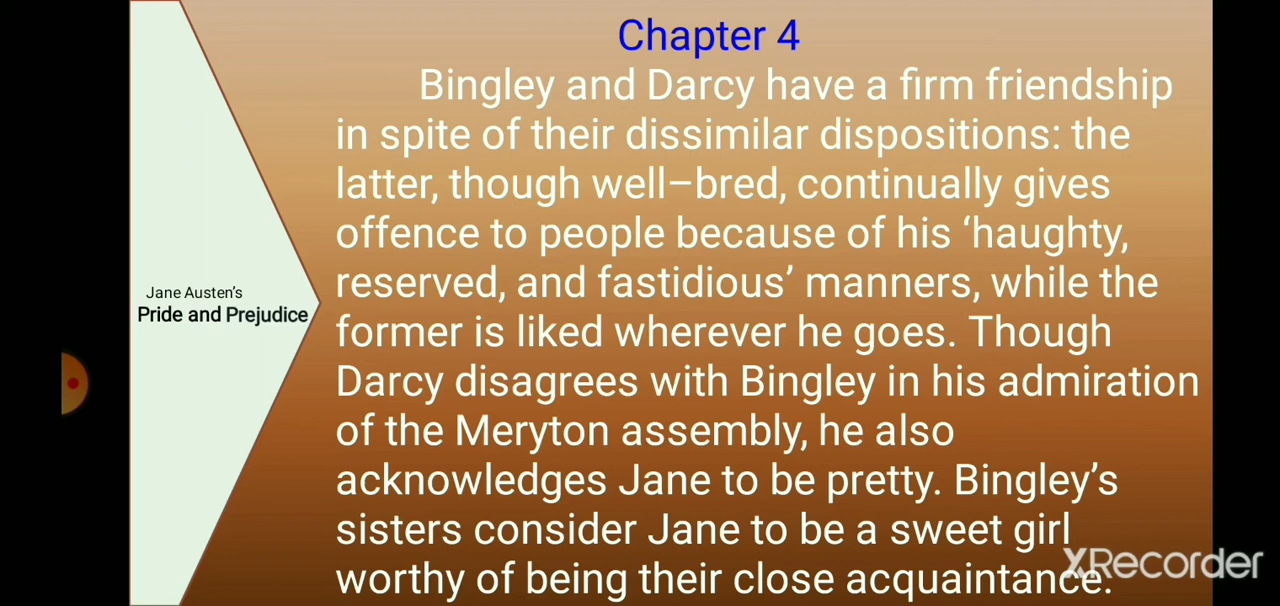 Chapter 4
Bingley and Darcy have a firm friendship
in spite of their dissimilar dispositions: the
latter, though well–bred, continually gives
offence to people because of his ‘haughty,
reserved, and fastidious’ manners, while the
former is liked wherever he goes. Though
Darcy disagrees with Bingley in his admiration
of the Meryton assembly, he also
acknowledges Jane to be pretty. Bingley’s
sisters consider Jane to be a sweet girl
worthy of being their close acquaintance.
Jane Austen’s
Pride and Prejudice
XRecorder